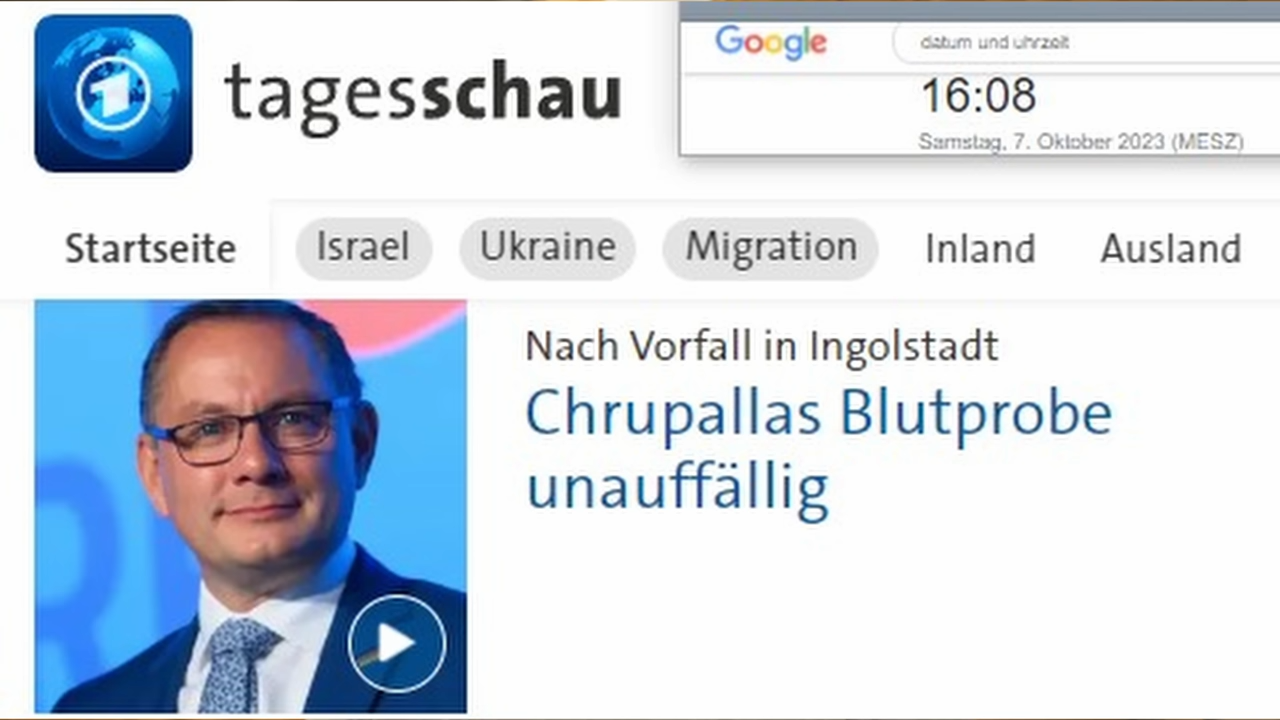 tagesschau
Google
datum und uhrzeit
16:08
Samstag, 7. Oktober 2023 (MESZ)
Startseite Israel Ukraine Migration Inland Ausland
Nach Vorfall in Ingolstadt
Chrupallas Blutprobe
unauffällig